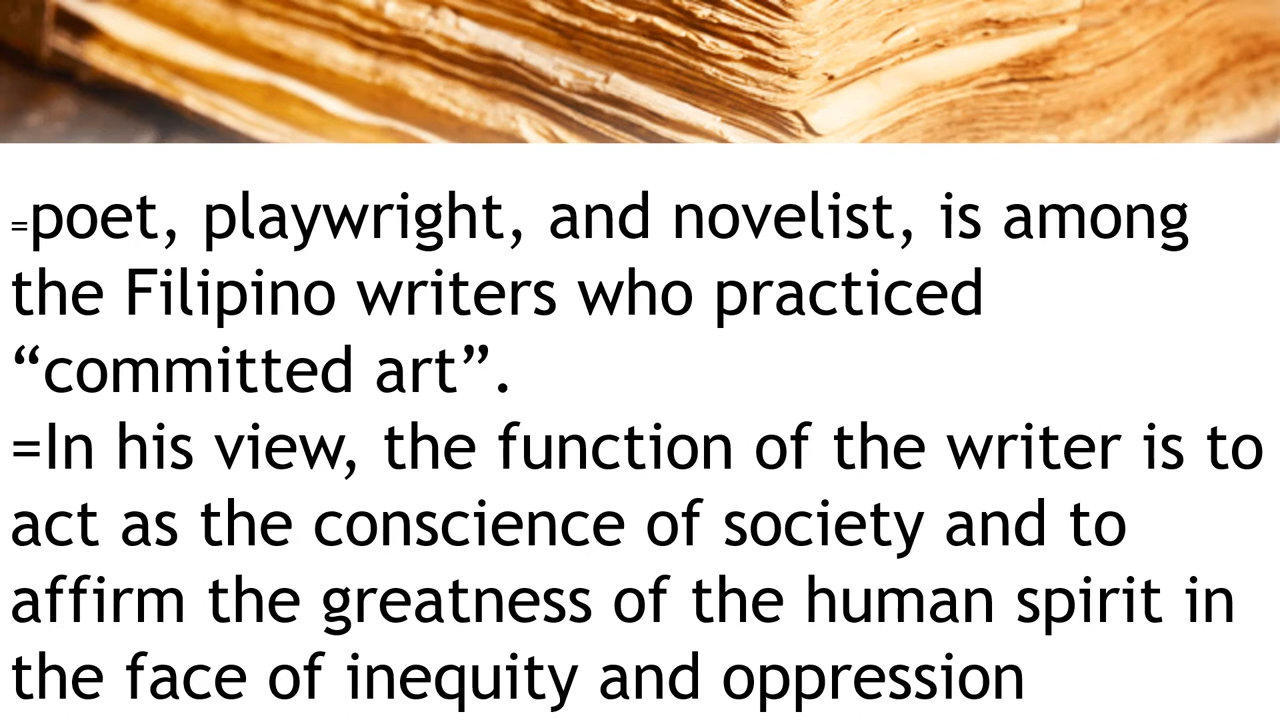 =poet, playwright, and novelist, is among
the Filipino writers who practiced
“committed art”.
=In his view, the function of the writer is to
act as the conscience of society and to
affirm the greatness of the human spirit in
the face of inequity and oppression